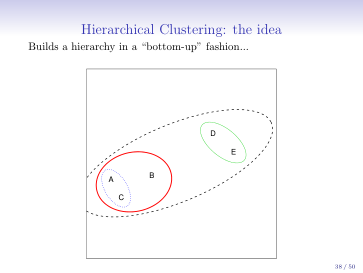 Hierarchical Clustering: the idea
Builds a hierarchy in a “bottom-up” fashion...
D
E
A
B
C
38 / 50